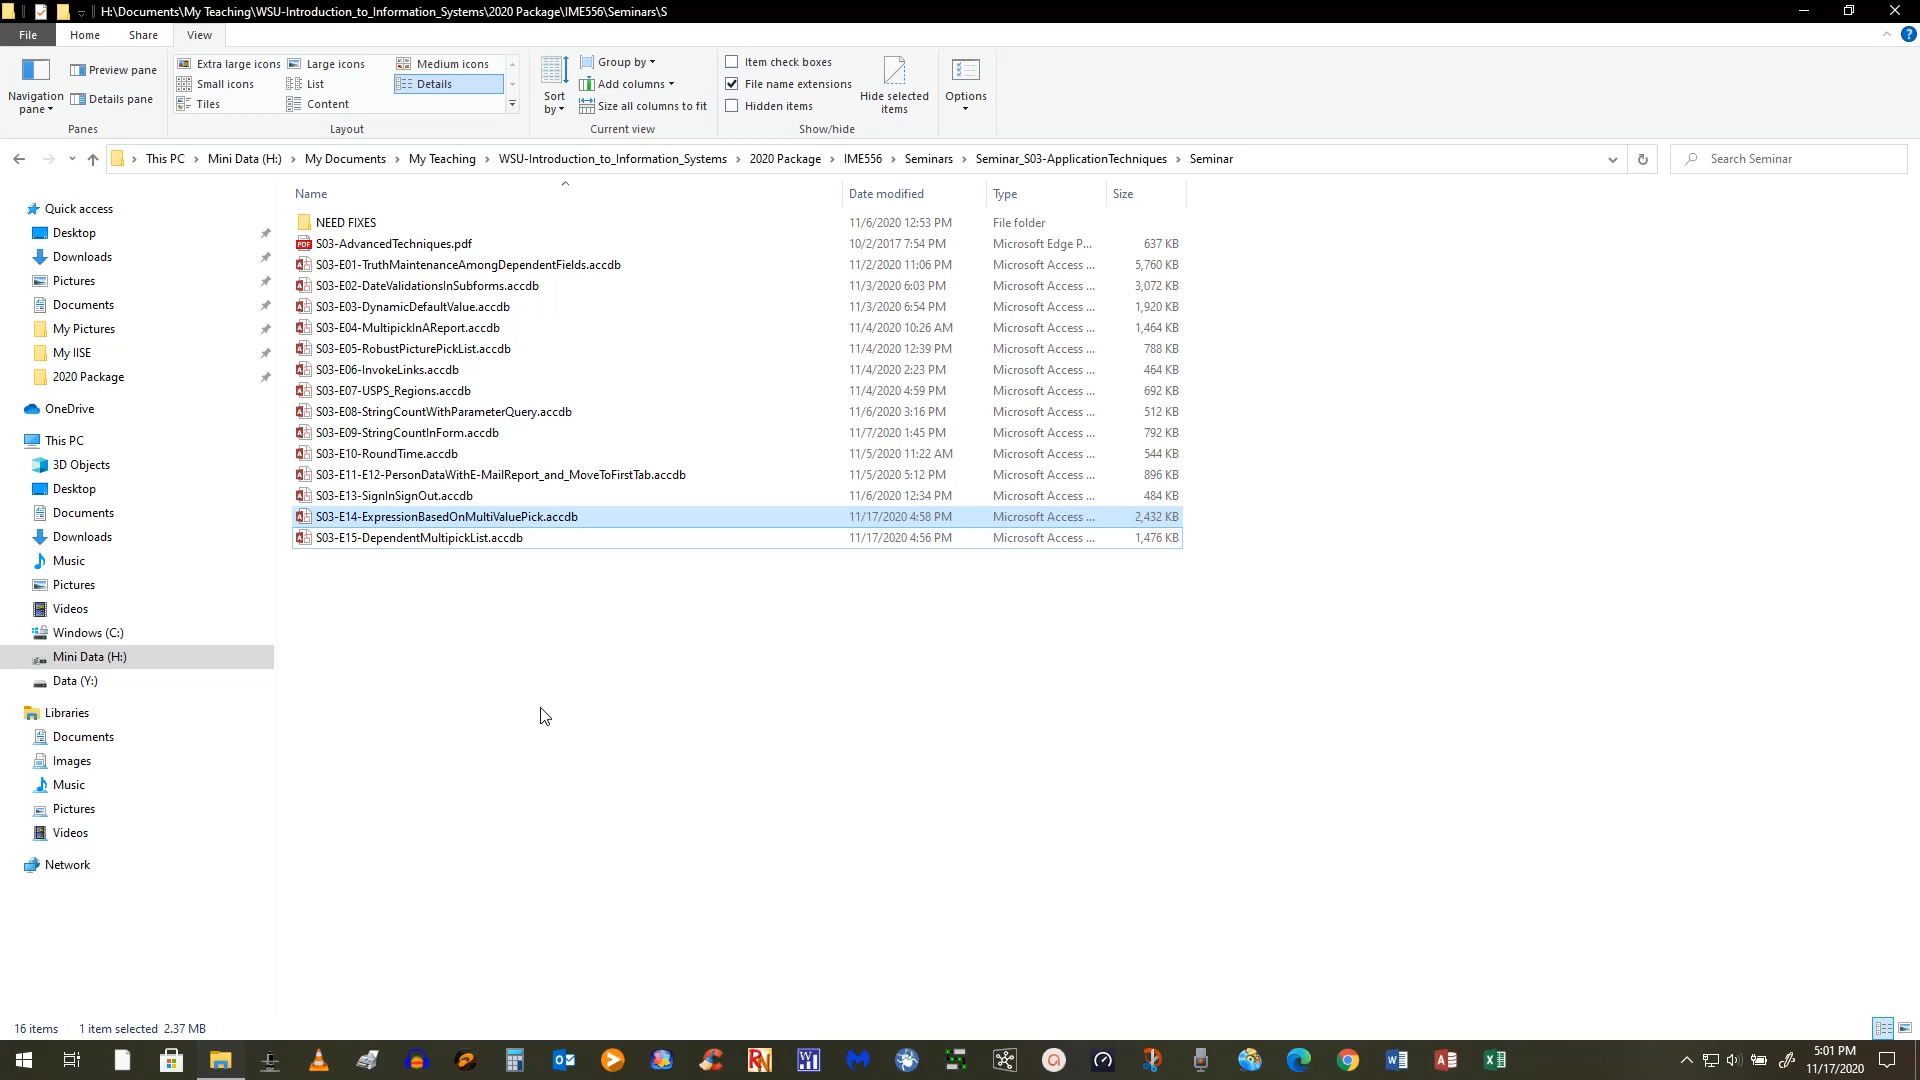 H:\Documents\My Teaching\WSU-Introduction_to_Information_Systems\2020 Package\IME556\Seminars\S
File Home Share View
Navigation pane
Preview pane
Details pane
Panes
Extra large icons Large icons Medium icons
Small icons List Details
Tiles Content
Layout
Sort by
Group by
Add columns
Size all columns to fit
Current view
Item check boxes
File name extensions
Hidden items
Hide selected items
Show/hide
Options
This PC Mini Data (H:) My Documents My Teaching WSU-Introduction_to_Information_Systems 2020 Package IME556 Seminars Seminar_S03-ApplicationTechniques Seminar
Search Seminar
Quick access
Desktop
Downloads
Pictures
Documents
My Pictures
My IISE
2020 Package
OneDrive
This PC
3D Objects
Desktop
Documents
Downloads
Music
Pictures
Videos
Windows (C:)
Mini Data (H:)
Data (Y:)
Libraries
Documents
Images
Music
Pictures
Videos
Network
Name Date modified Type Size
NEED FIXES 11/6/2020 12:53 PM File folder
S03-AdvancedTechniques.pdf 10/2/2017 7:54 PM Microsoft Edge P... 637 KB
S03-E01-TruthMaintenanceAmongDependentFields.accdb 11/2/2020 11:06 PM Microsoft Access ... 5,760 KB
S03-E02-DateValidationsInSubforms.accdb 11/3/2020 6:03 PM Microsoft Access ... 3,072 KB
S03-E03-DynamicDefaultValue.accdb 11/3/2020 6:54 PM Microsoft Access ... 1,920 KB
S03-E04-MultipickInAReport.accdb 11/4/2020 10:26 AM Microsoft Access ... 1,464 KB
S03-E05-RobustPicturePickList.accdb 11/4/2020 12:39 PM Microsoft Access ... 788 KB
S03-E06-InvokeLinks.accdb 11/4/2020 2:23 PM Microsoft Access ... 464 KB
S03-E07-USPS_Regions.accdb 11/4/2020 4:59 PM Microsoft Access ... 692 KB
S03-E08-StringCountWithParameterQuery.accdb 11/6/2020 3:16 PM Microsoft Access ... 512 KB
S03-E09-StringCountInForm.accdb 11/7/2020 1:45 PM Microsoft Access ... 792 KB
S03-E10-RoundTime.accdb 11/5/2020 11:22 AM Microsoft Access ... 544 KB
S03-E11-E12-PersonDataWithE-MailReport_and_MoveToFirstTab.accdb 11/5/2020 5:12 PM Microsoft Access ... 896 KB
S03-E13-SignInSignOut.accdb 11/6/2020 12:34 PM Microsoft Access ... 484 KB
S03-E14-ExpressionBasedOnMultiValuePick.accdb 11/17/2020 4:58 PM Microsoft Access ... 2,432 KB
S03-E15-DependentMultipickList.accdb 11/17/2020 4:56 PM Microsoft Access ... 1,476 KB
16 items 1 item selected 2.37 MB
5:01 PM
11/17/2020